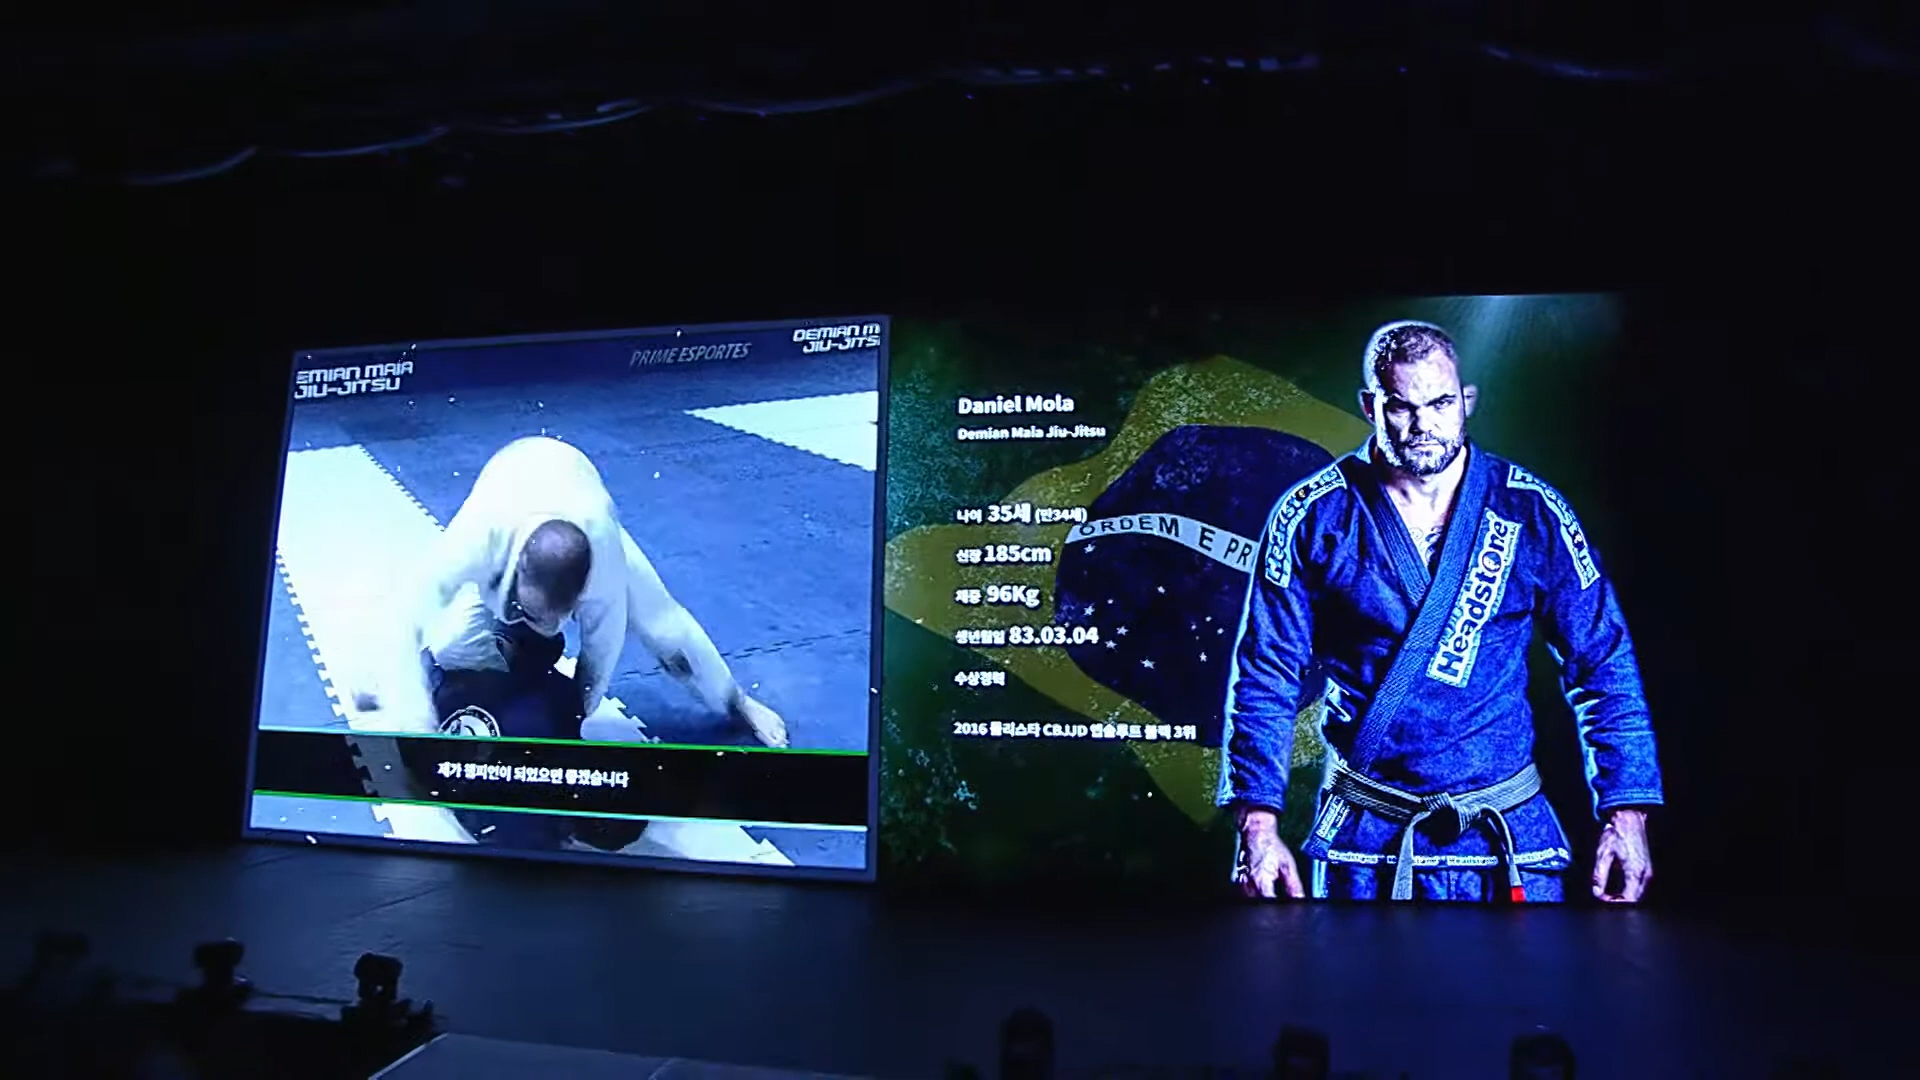 EMIAN MAIA
JIU-JITSU
PRIME ESPORTES
DEMIAN M
JIU-JITS
제가 챔피언이 되었으면 좋겠습니다
Daniel Mola
Demian Maia Jiu-Jitsu
나이 35세 (만34세)
신장 185cm
체중 96Kg
생년월일 83.03.04
수상경력
2016 폴리스타 CBJJD 앱솔루트 블랙 3위
ORDEM E PR
Headstone